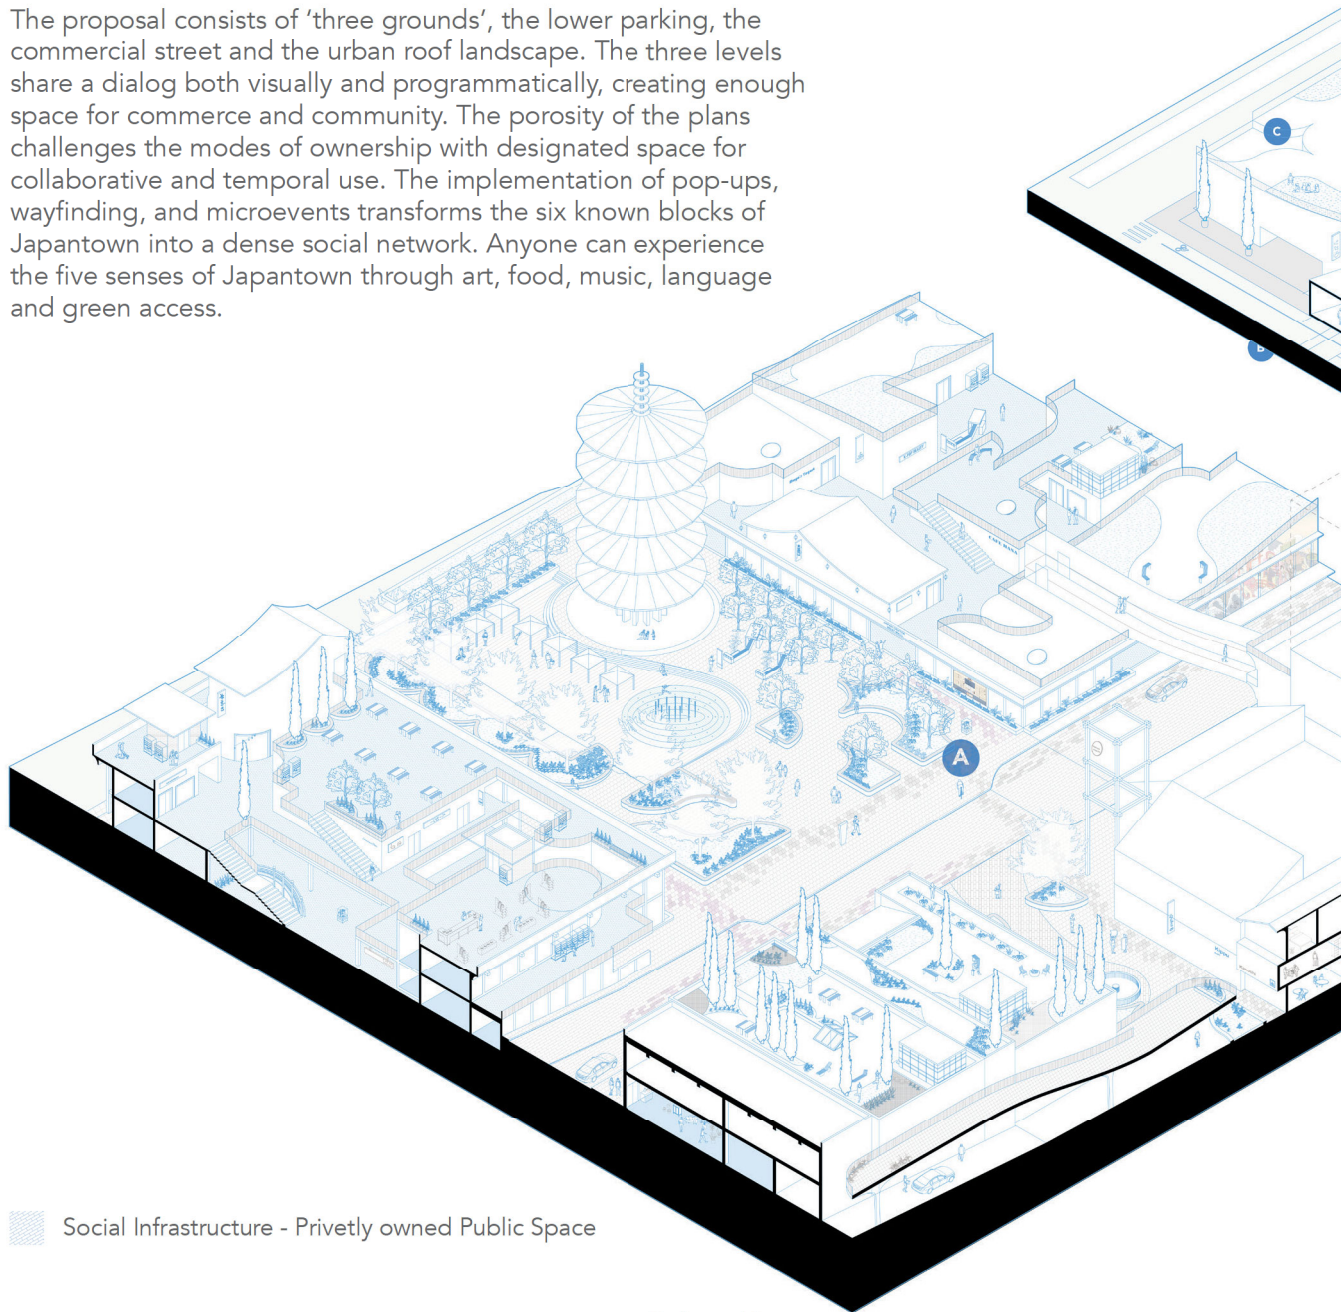 The proposal consists of ‘three grounds’, the lower parking, the
commercial street and the urban roof landscape. The three levels
share a dialog both visually and programmatically, creating enough
space for commerce and community. The porosity of the plans
challenges the modes of ownership with designated space for
collaborative and temporal use. The implementation of pop-ups,
wayfinding, and microevents transforms the six known blocks of
Japantown into a dense social network. Anyone can experience
the five senses of Japantown through art, food, music, language
and green access.
C
B
CAFE HANA
A
Social Infrastructure - Privetly owned Public Space